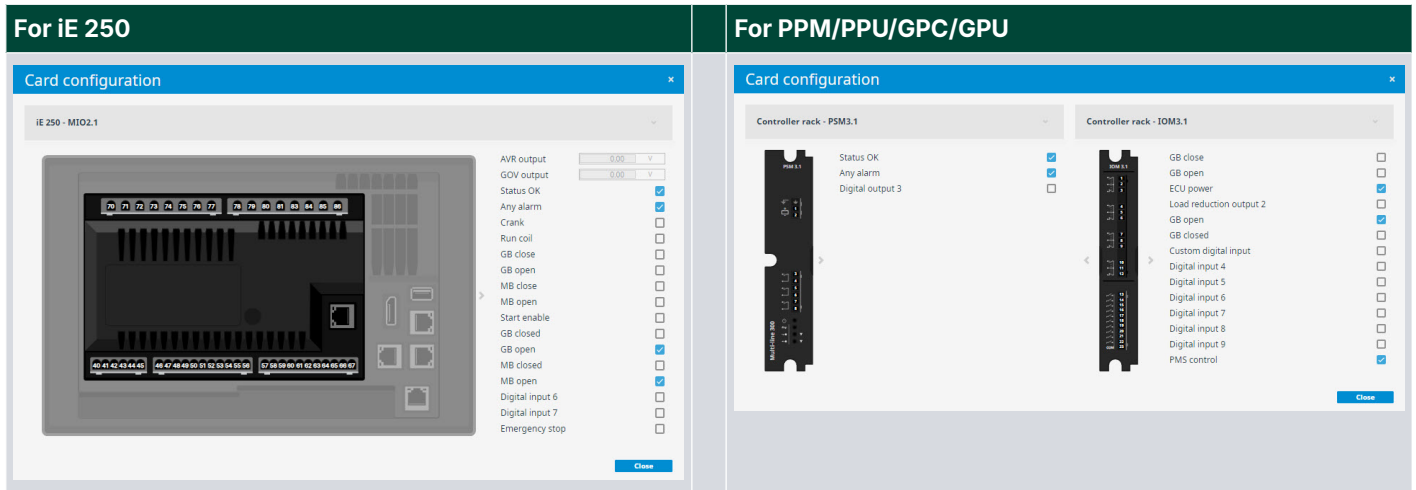 For iE 250
Card configuration ×
iE 250 - MIO2.1
70 71 72 73 74 75 76 77 78 79 80 81 83 84 85 86
40 41 42 43 44 45 46 47 48 49 50 51 52 53 54 55 56 57 58 59 60 61 62 63 64 65 66 67
AVR output 0.00 V
GOV output 0.00 V
Status OK
Any alarm
Crank
Run coil
GB close
GB open
MB close
MB open
Start enable
GB closed
GB open
MB closed
MB open
Digital input 6
Digital input 7
Emergency stop
Close
For PPM/PPU/GPC/GPU
Card configuration ×
Controller rack - PSM3.1
PSM 3.1
Multi-line 300
Status OK
Any alarm
Digital output 3
Controller rack - IOM3.1
IOM 3.1
GB close
GB open
ECU power
Load reduction output 2
GB open
GB closed
Custom digital input
Digital input 4
Digital input 5
Digital input 6
Digital input 7
Digital input 8
Digital input 9
PMS control
Close